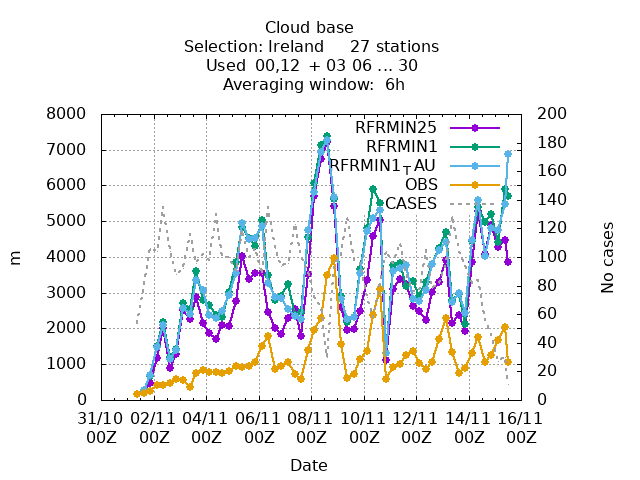 Cloud base
Selection: Ireland 27 stations
Used 00,12 + 03 06 ... 30
Averaging window: 6h
8000
7000
6000
5000
4000
3000
2000
1000
0
m
200
180
160
140
120
100
80
60
40
20
0
No cases
RFRMIN25
RFRMIN1
RFRMIN1TAU
OBS
CASES
31/10 02/11 04/11 06/11 08/11 10/11 12/11 14/11 16/11
00Z 00Z 00Z 00Z 00Z 00Z 00Z 00Z 00Z
Date